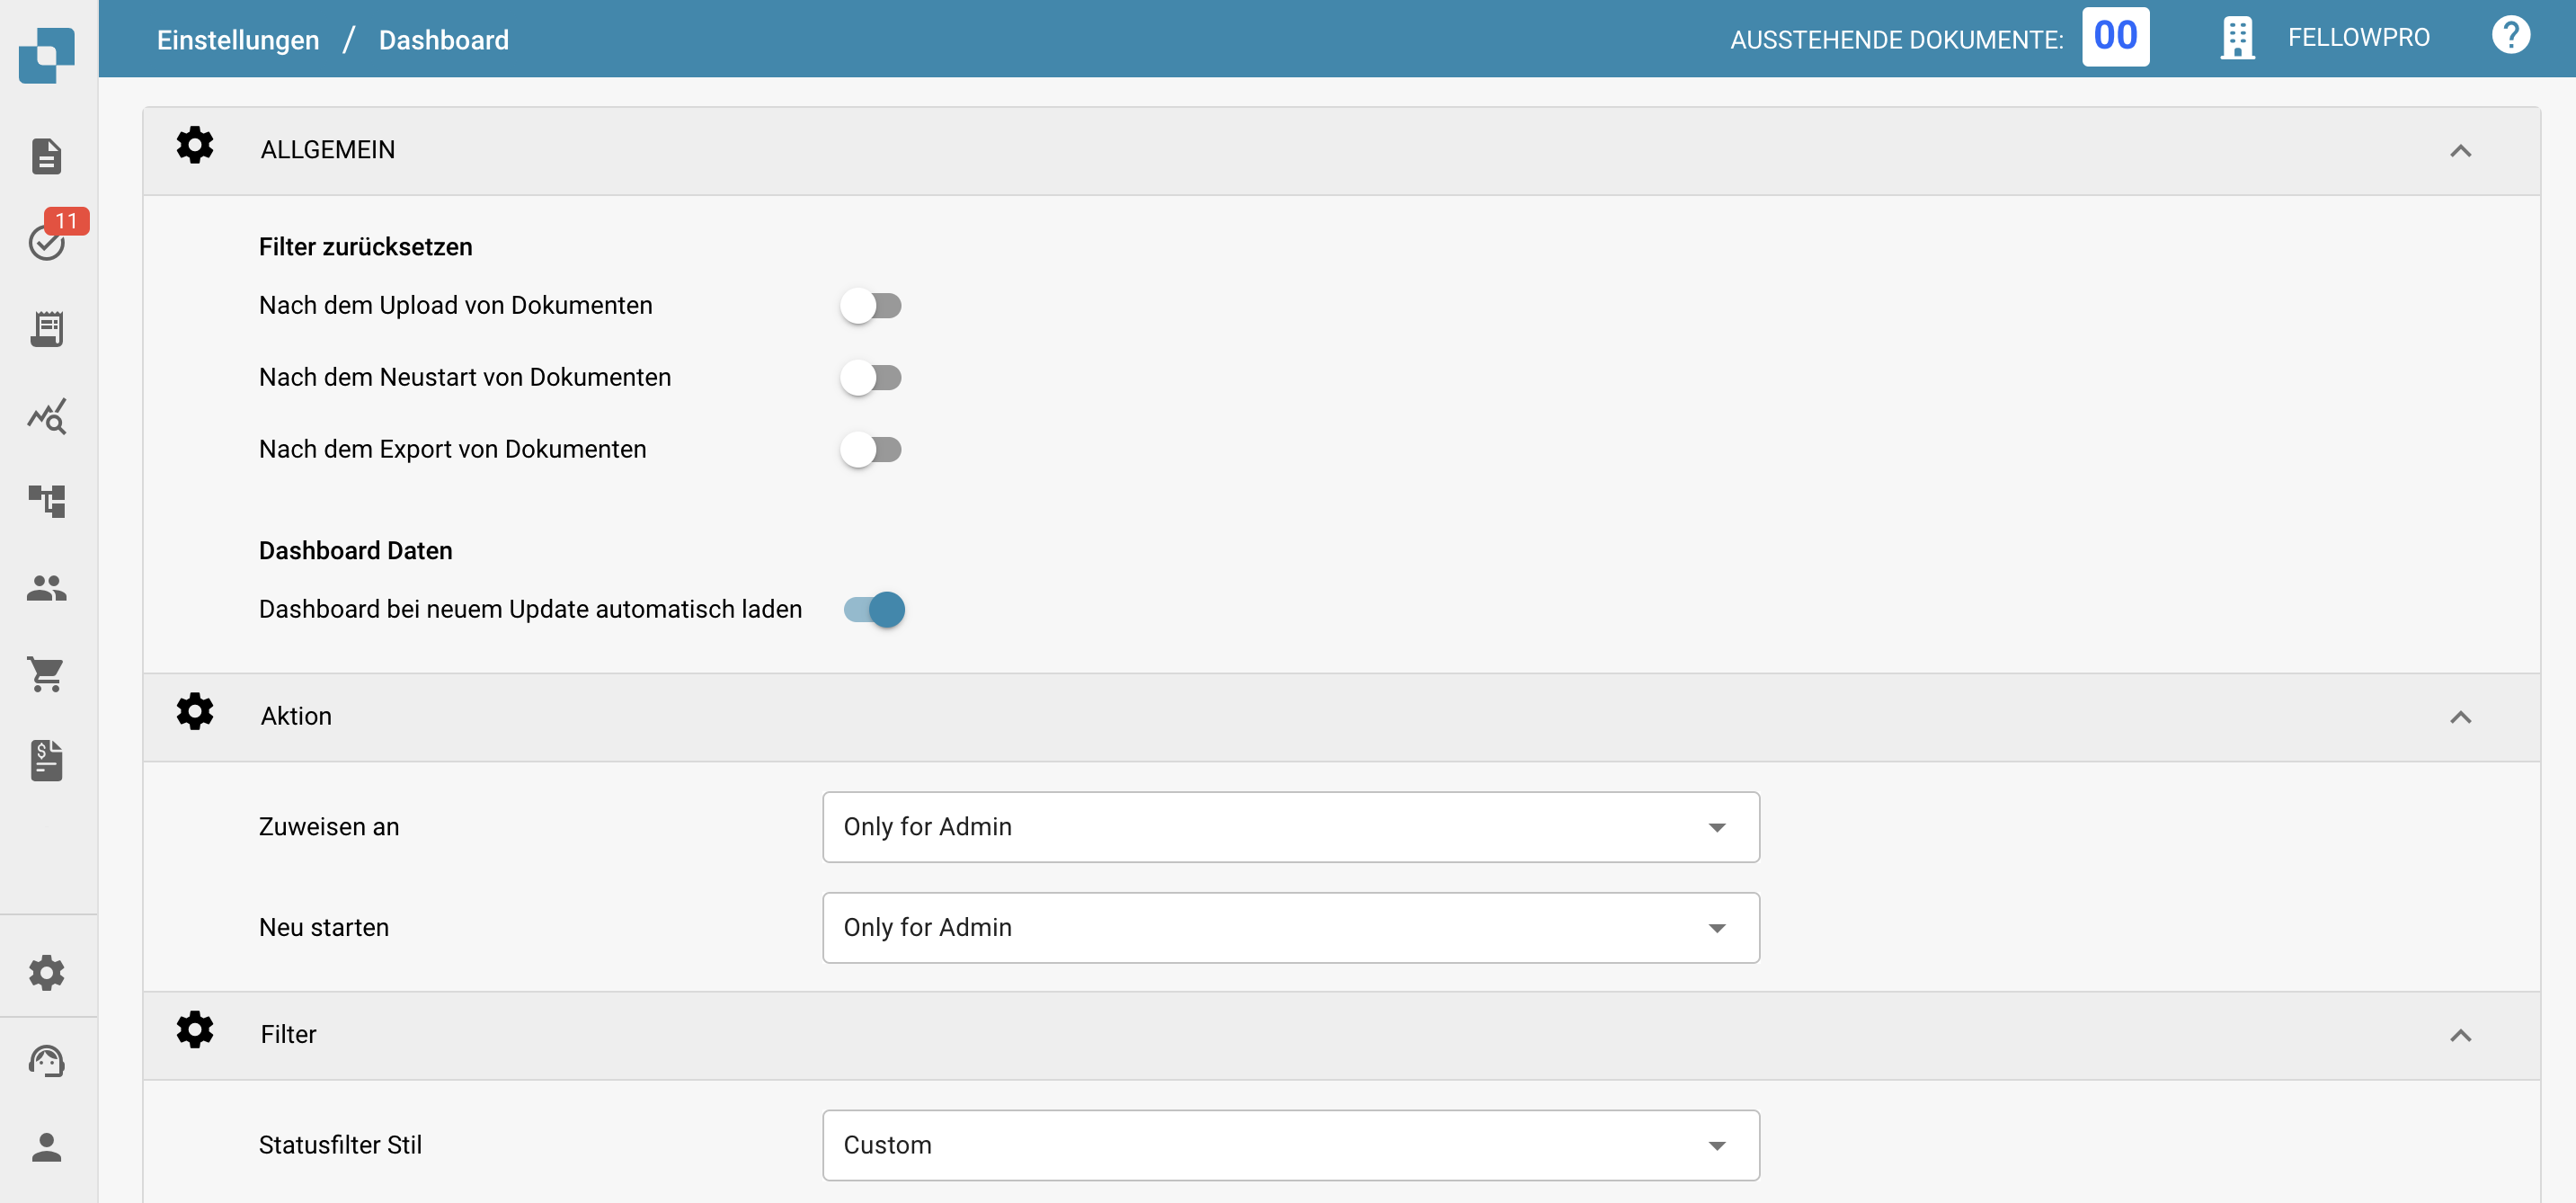 Einstellungen / Dashboard
AUSSTEHENDE DOKUMENTE: 00
FELLOWPRO
?
11
ALLGEMEIN
Filter zurücksetzen
Nach dem Upload von Dokumenten
Nach dem Neustart von Dokumenten
Nach dem Export von Dokumenten
Dashboard Daten
Dashboard bei neuem Update automatisch laden
Aktion
Zuweisen an
Only for Admin
Neu starten
Only for Admin
Filter
Statusfilter Stil
Custom